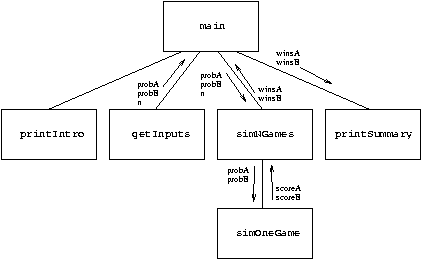 main
winsA
winsB
probA
probB
n
probA
probB
n
winsA
winsB
printIntro
getInputs
simNGames
printSummary
probA
probB
scoreA
scoreB
simOneGame